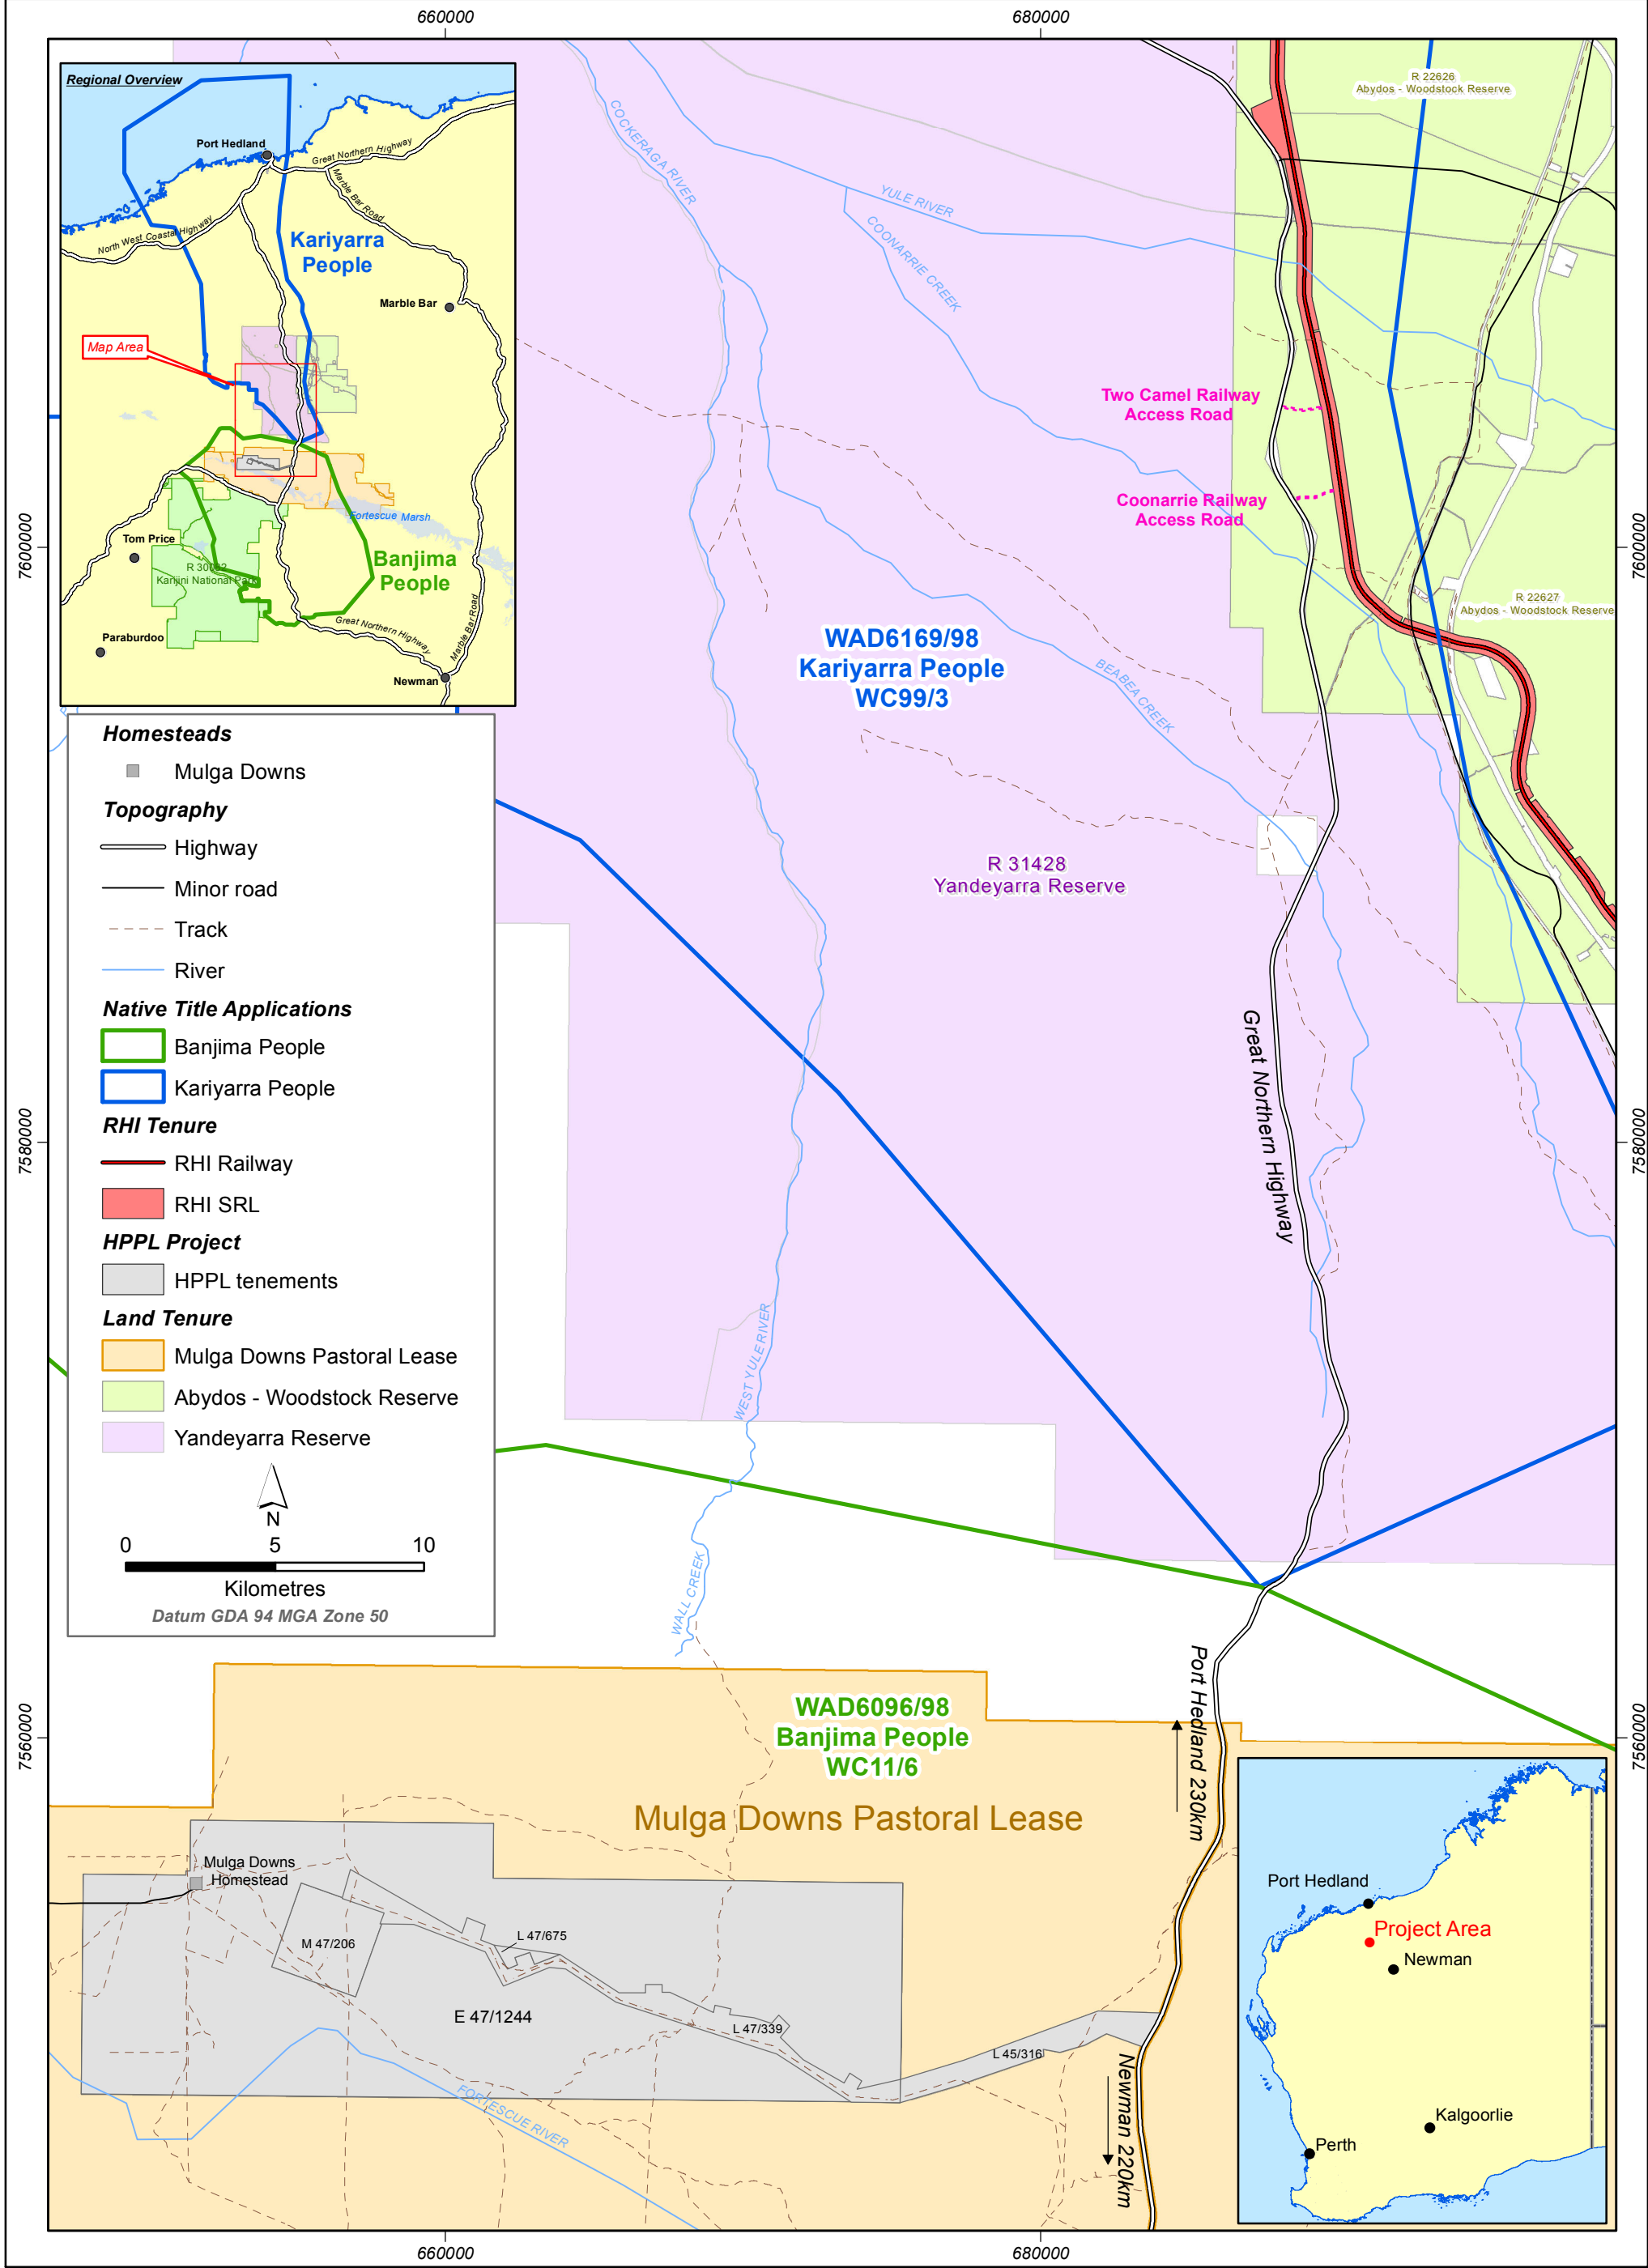 660000
680000
Regional Overview
Port Hedland
Great Northern Highway
Marble Bar Road
North West Coastal Highway
Kariyarra
People
Marble Bar
Map Area
Fortescue Marsh
Tom Price
R 30082
Karijini National Park
Banjima
People
Great Northern Highway
Marble Bar Road
Paraburdoo
Newman
R 22626
Abydos - Woodstock Reserve
COCKERAGA RIVER
YULE RIVER
COONARRIE CREEK
Two Camel Railway
Access Road
Coonarrie Railway
Access Road
7600000
7600000
R 22627
Abydos - Woodstock Reserve
WAD6169/98
Kariyarra People
WC99/3
BEABEA CREEK
R 31428
Yandeyarra Reserve
Great Northern Highway
Homesteads
Mulga Downs
Topography
Highway
Minor road
Track
River
Native Title Applications
Banjima People
Kariyarra People
RHI Tenure
RHI Railway
RHI SRL
HPPL Project
HPPL tenements
Land Tenure
Mulga Downs Pastoral Lease
Abydos - Woodstock Reserve
Yandeyarra Reserve
N
0 5 10
Kilometres
Datum GDA 94 MGA Zone 50
7580000
7580000
WEST YULE RIVER
WALL CREEK
Port Hedland 230km
7560000
7560000
WAD6096/98
Banjima People
WC11/6
Mulga Downs Pastoral Lease
Mulga Downs
Homestead
M 47/206
L 47/675
E 47/1244
L 47/339
L 45/316
FORTESCUE RIVER
Newman 220km
Port Hedland
Project Area
Newman
Kalgoorlie
Perth
660000
680000